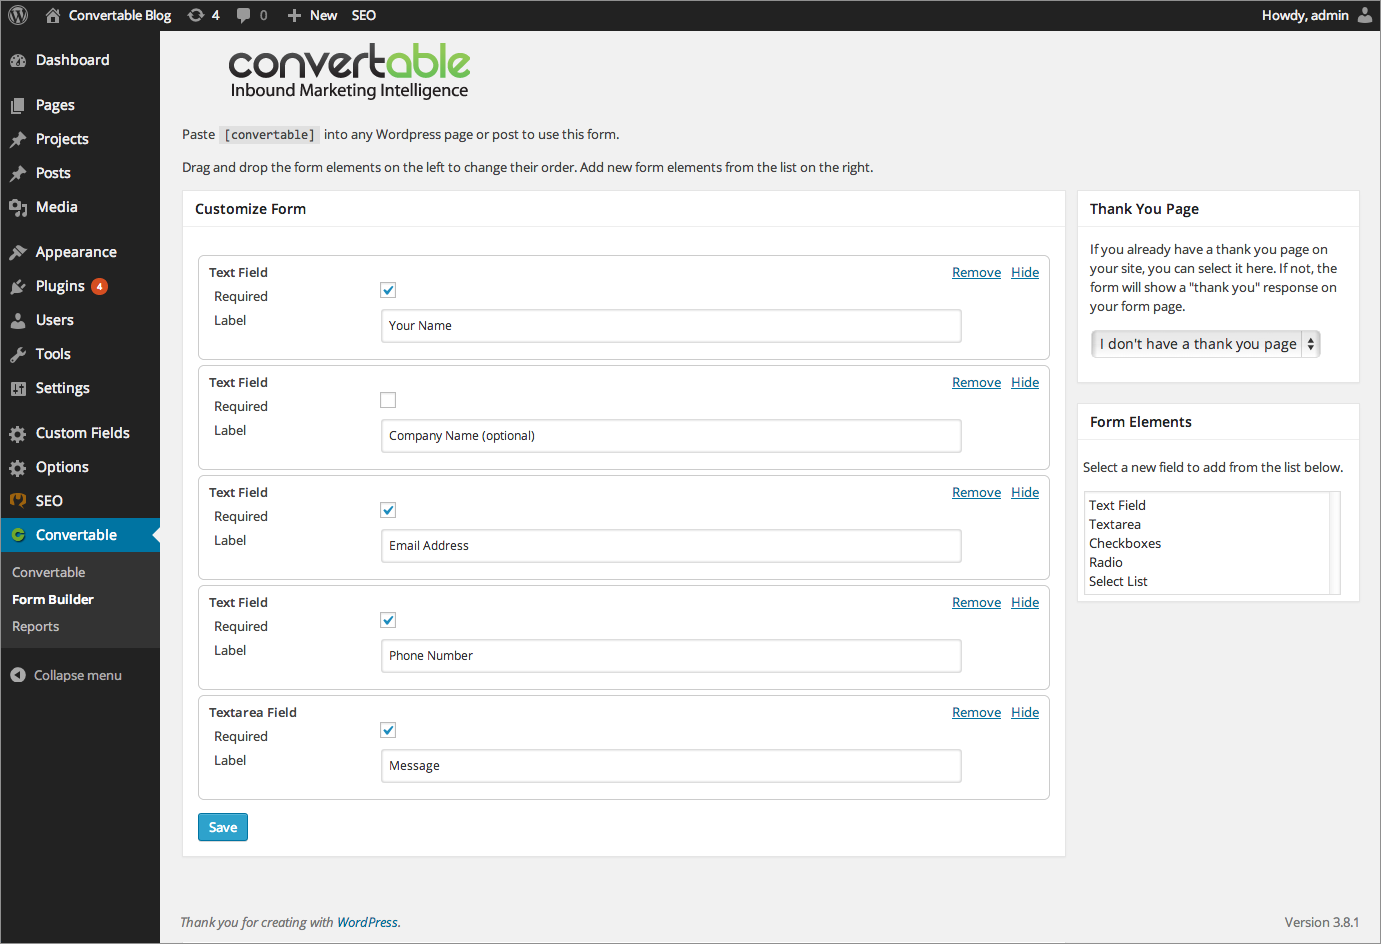 Convertable Blog 4 0 New SEO Howdy, admin
Dashboard
Pages
Projects
Posts
Media
Appearance
Plugins 4
Users
Tools
Settings
Custom Fields
Options
SEO
Convertable
Convertable
Form Builder
Reports
Collapse menu
convertable
Inbound Marketing Intelligence
Paste [convertable] into any Wordpress page or post to use this form.
Drag and drop the form elements on the left to change their order. Add new form elements from the list on the right.
Customize Form
Text Field Remove Hide
Required
Label Your Name
Text Field Remove Hide
Required
Label Company Name (optional)
Text Field Remove Hide
Required
Label Email Address
Text Field Remove Hide
Required
Label Phone Number
Textarea Field Remove Hide
Required
Label Message
Save
Thank You Page
If you already have a thank you page on
your site, you can select it here. If not, the
form will show a "thank you" response on
your form page.
I don't have a thank you page
Form Elements
Select a new field to add from the list below.
Text Field
Textarea
Checkboxes
Radio
Select List
Thank you for creating with WordPress. Version 3.8.1